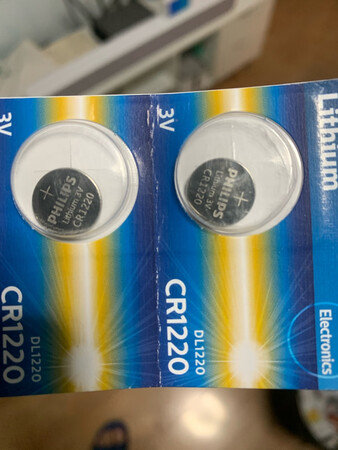 Lithium
Electronics
3V
PHILIPS
Lithium 3V
CR1220
DL1220
CR1220
3V
PHILIPS
Lithium 3V
CR1220
DL1220
CR1220